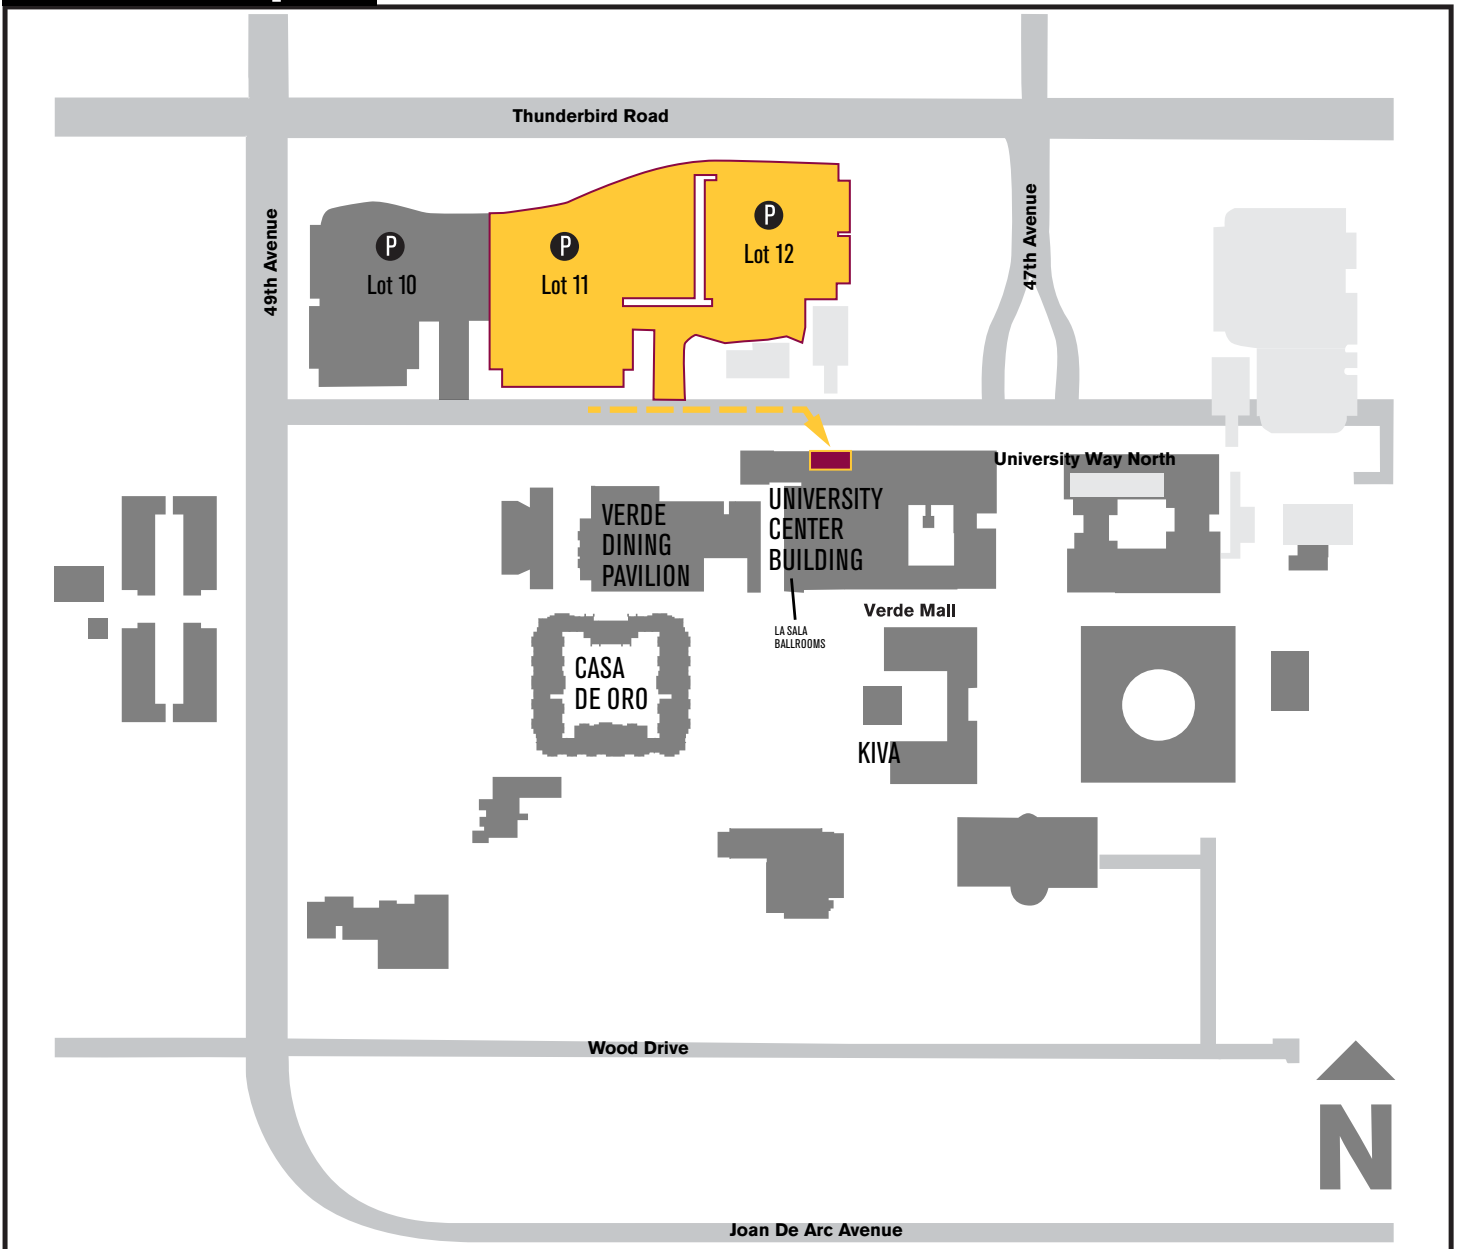 Thunderbird Road
49th Avenue
47th Avenue
P
Lot 10
P
Lot 11
P
Lot 12
University Way North
VERDE
DINING
PAVILION
UNIVERSITY
CENTER
BUILDING
Verde Mall
LA SALA
BALLROOMS
CASA
DE ORO
KIVA
Wood Drive
N
Joan De Arc Avenue